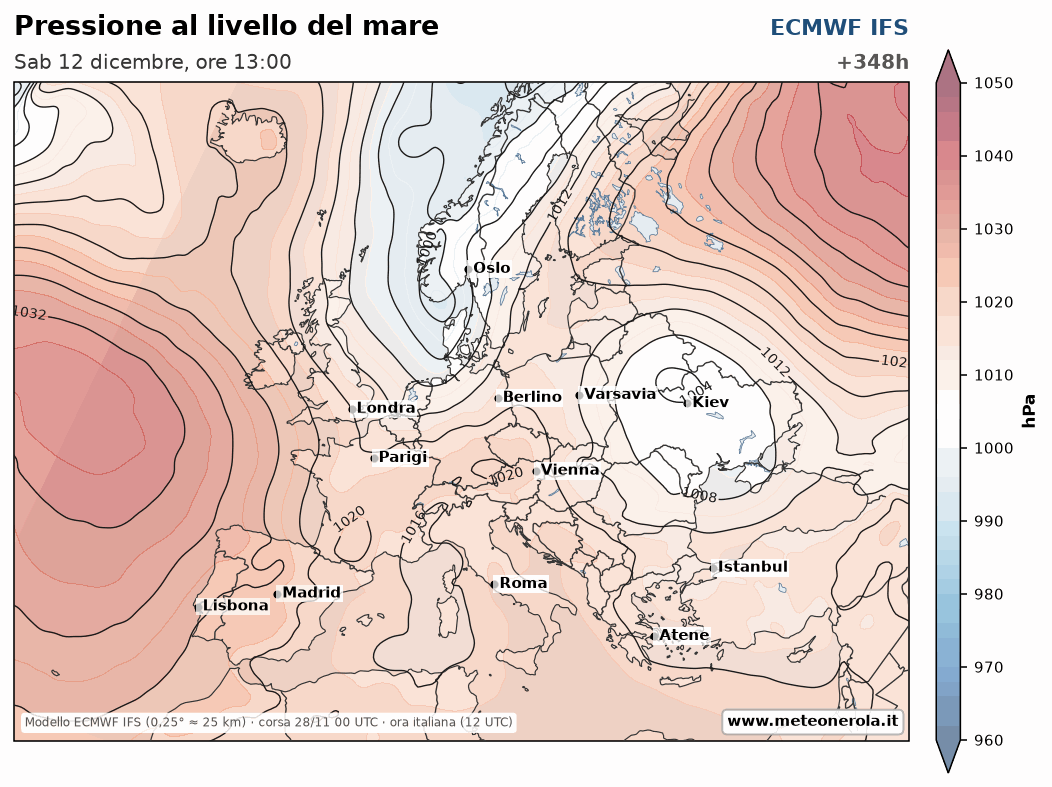 Pressione al livello del mare
ECMWF IFS
Sab 12 dicembre, ore 13:00
+348h
1050
1040
1030
1020
1010
1000
990
980
970
960
hPa
1032
1012
1000
Oslo
1012
102
1004
Londra
Berlino
Varsavia
Kiev
Parigi
1020
Vienna
1008
1020
1016
Istanbul
Roma
Madrid
Lisbona
Atene
Modello ECMWF IFS (0,25° ≈ 25 km) · corsa 28/11 00 UTC · ora italiana (12 UTC)
www.meteonerola.it